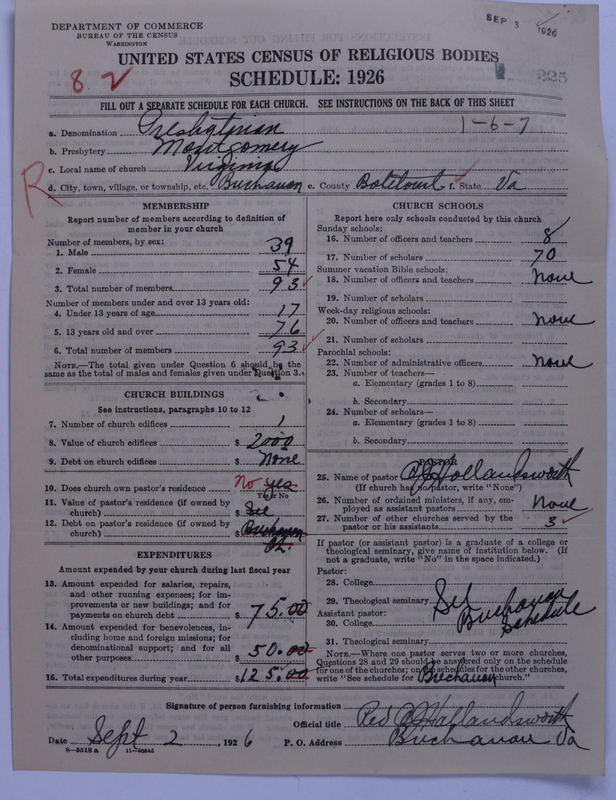 DEPARTMENT OF COMMERCE
BUREAU OF THE CENSUS
WASHINGTON
SEP 3 1926
UNITED STATES CENSUS OF RELIGIOUS BODIES
SCHEDULE: 1926
8.2
225
FILL OUT A SEPARATE SCHEDULE FOR EACH CHURCH. SEE INSTRUCTIONS ON THE BACK OF THIS SHEET
1-6-7
a. Denomination Presbyterian
b. Presbytery Montgomery
c. Local name of church Virginia
R
d. City, town, village, or township, etc. Buchanan e. County Botetourt f. State Va
MEMBERSHIP
Report number of members according to definition of
member in your church
Number of members, by sex:
1. Male 39
2. Female 54
3. Total number of members 93
Number of members under and over 13 years old:
4. Under 13 years of age 17
5. 13 years old and over 76
6. Total number of members 93
NOTE.—The total given under Question 6 should be the
same as the total of males and females given under Question 3.
CHURCH BUILDINGS
See instructions, paragraphs 10 to 12
7. Number of church edifices 1
8. Value of church edifices $ 2000
9. Debt on church edifices $ None
10. Does church own pastor's residence No yes
Yes or No
11. Value of pastor's residence (if owned by
church) $ See
12. Debt on pastor's residence (if owned by
church) $ Buchanan
Ch.
EXPENDITURES
Amount expended by your church during last fiscal year
13. Amount expended for salaries, repairs,
and other running expenses; for im-
provements or new buildings; and for
payments on church debt $ 75.00
14. Amount expended for benevolences, in-
cluding home and foreign missions; for
denominational support; and for all
other purposes $ 50.00
15. Total expenditures during year $ 125.00
CHURCH SCHOOLS
Report here only schools conducted by this church
Sunday schools:
16. Number of officers and teachers 8
17. Number of scholars 70
Summer vacation Bible schools:
18. Number of officers and teachers None
19. Number of scholars
Week-day religious schools:
20. Number of officers and teachers None
21. Number of scholars
Parochial schools:
22. Number of administrative officers None
23. Number of teachers—
a. Elementary (grades 1 to 8)
b. Secondary
24. Number of scholars—
a. Elementary (grades 1 to 8)
b. Secondary
PASTOR
25. Name of pastor Hollandsworth
(If church has no pastor, write "None")
26. Number of ordained ministers, if any, em-
ployed as assistant pastors None
27. Number of other churches served by the
pastor or his assistants 3
If pastor (or assistant pastor) is a graduate of a college or
theological seminary, give name of institution below. (If
not a graduate, write "No" in the space indicated.)
Pastor:
28. College
29. Theological seminary See
Assistant pastor: Buchanan
30. College Schedule
31. Theological seminary
NOTE.—Where one pastor serves two or more churches,
Questions 28 and 29 should be answered only on the schedule
for one of the churches; on the schedules for the other churches,
write "See schedule for Buchanan church."
Signature of person furnishing information Hollandsworth
Official title Rev
Date Sept 2, 1926 P. O. Address Buchanan Va
8-5518a